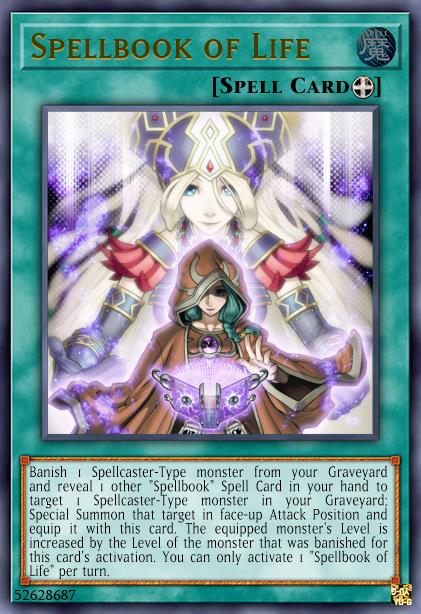 Spellbook of Life
魔
[Spell Card]
Banish 1 Spellcaster-Type monster from your Graveyard
and reveal 1 other "Spellbook" Spell Card in your hand to
target 1 Spellcaster-Type monster in your Graveyard;
Special Summon that target in face-up Attack Position and
equip it with this card. The equipped monster's Level is
increased by the Level of the monster that was banished for
this card's activation. You can only activate 1 "Spellbook of
Life" per turn.
52628687